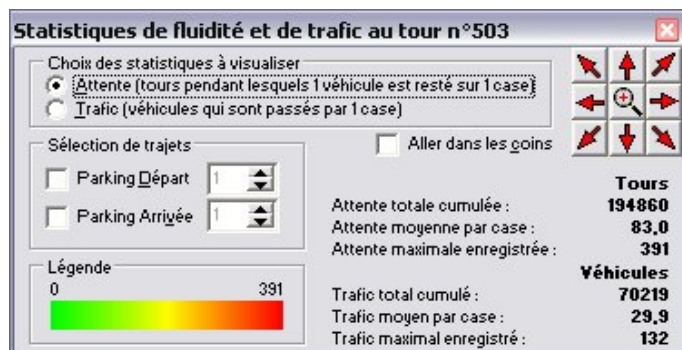 Statistiques de fluidité et de trafic au tour n°503
Choix des statistiques à visualiser
Attente (tours pendant lesquels 1 véhicule est resté sur 1 case)
Trafic (véhicules qui sont passés par 1 case)
Sélection de trajets
Parking Départ 1
Parking Arrivée 1
Aller dans les coins
Tours
Attente totale cumulée : 194860
Attente moyenne par case : 83,0
Attente maximale enregistrée : 391
Légende
0 391
Véhicules
Trafic total cumulé : 70219
Trafic moyen par case : 29,9
Trafic maximal enregistré : 132